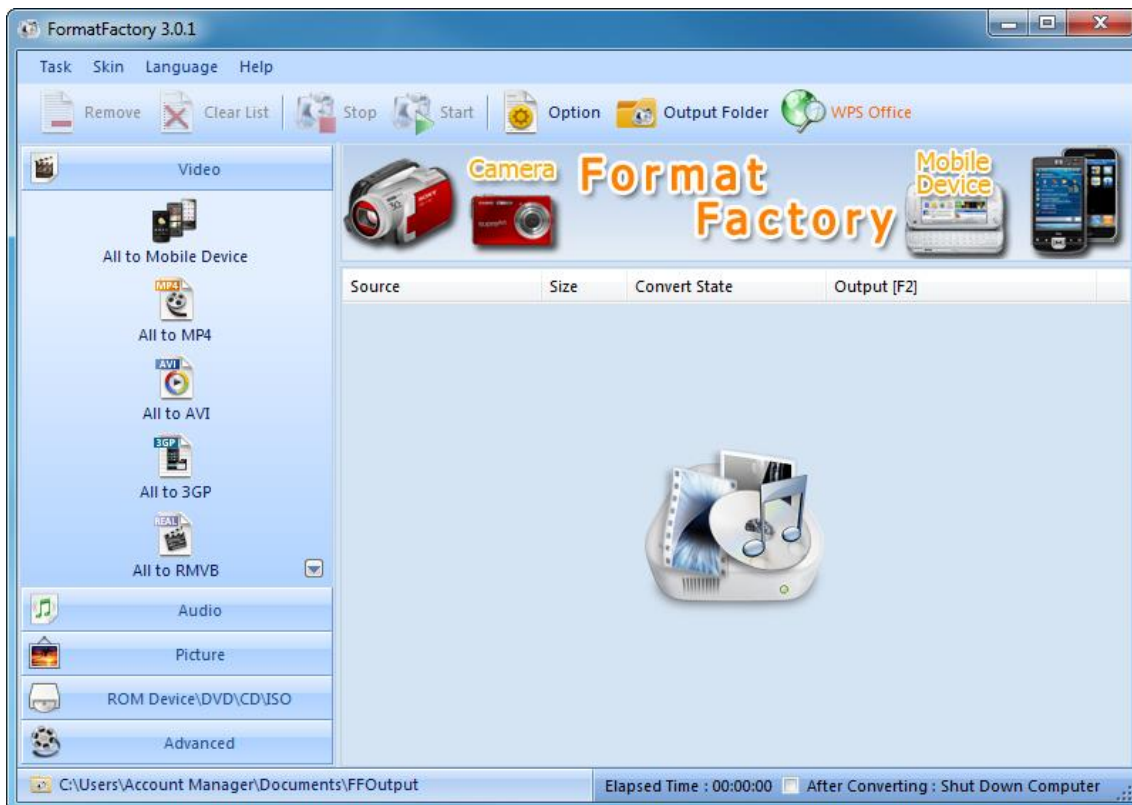 FormatFactory 3.0.1
Task Skin Language Help
Remove Clear List Stop Start Option Output Folder WPS Office
Video
All to Mobile Device
MP4
All to MP4
AVI
All to AVI
3GP
All to 3GP
REAL
All to RMVB
Audio
Picture
ROM Device\DVD\CD\ISO
Advanced
Camera
Format
Factory
Mobile
Device
Source Size Convert State Output [F2]
C:\Users\Account Manager\Documents\FFOutput
Elapsed Time : 00:00:00 After Converting : Shut Down Computer